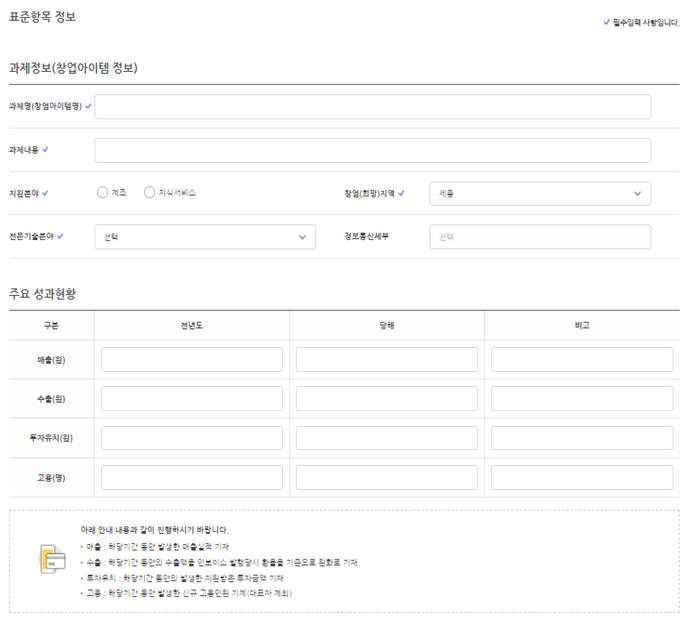 표준항목 정보
필수입력 사항입니다.
과제정보(창업아이템 정보)
과제명(창업아이템명)
과제내용
지원분야 제조 지식서비스 창업(희망)지역 세종
전문기술분야 선택 정보통신세부 선택
주요 성과현황
구분 전년도 당해 비고
매출(원)
수출(원)
투자유치(원)
고용(명)
아래 안내 내용과 같이 진행하시기 바랍니다.
• 매출 : 해당기간 동안 발생한 매출실적 기재
• 수출 : 해당기간 동안의 수출액을 인보이스 발행당시 환율을 기준으로 원화로 기재
• 투자유치 : 해당기간 동안의 발생한 지원받은 투자금액 기재
• 고용 : 해당기간 동안 발생한 신규 고용인원 기계(대표자 제외)